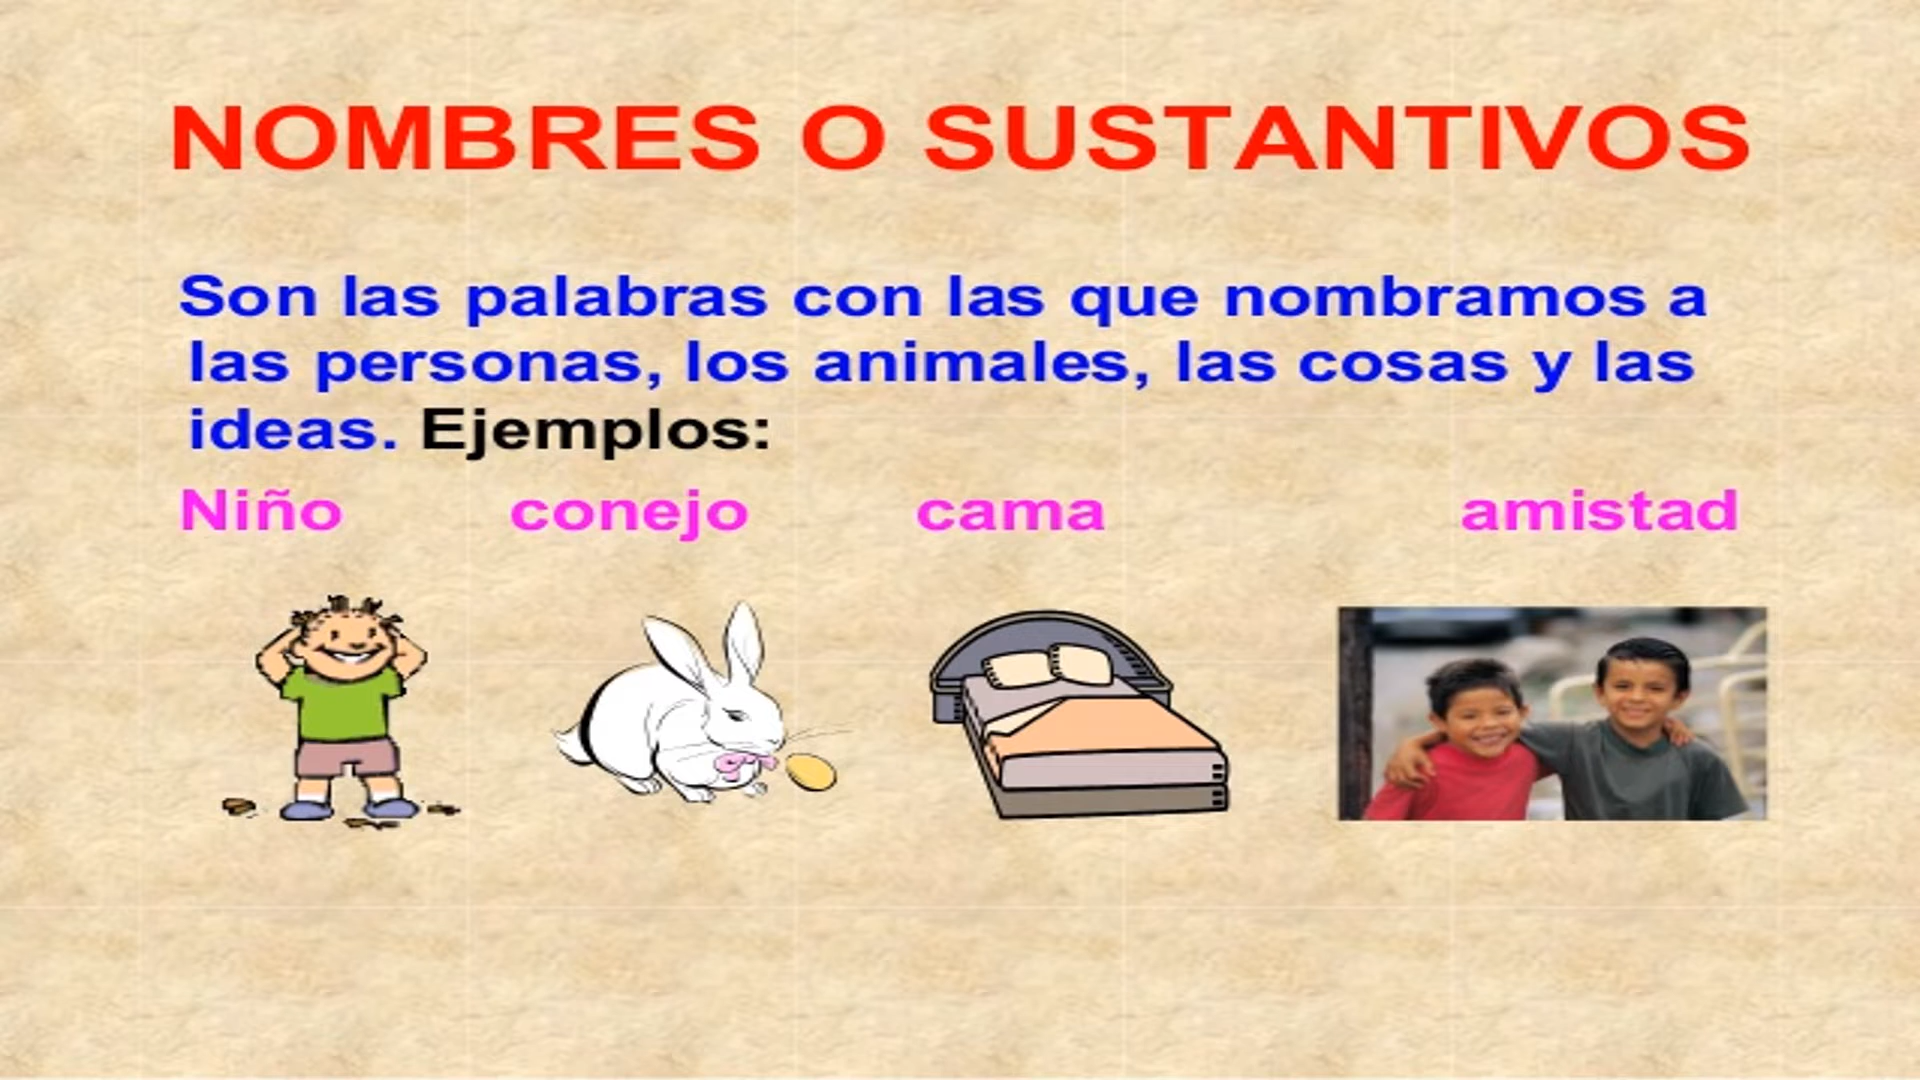 NOMBRES O SUSTANTIVOS
Son las palabras con las que nombramos a
las personas, los animales, las cosas y las
ideas. Ejemplos:
Niño conejo cama amistad